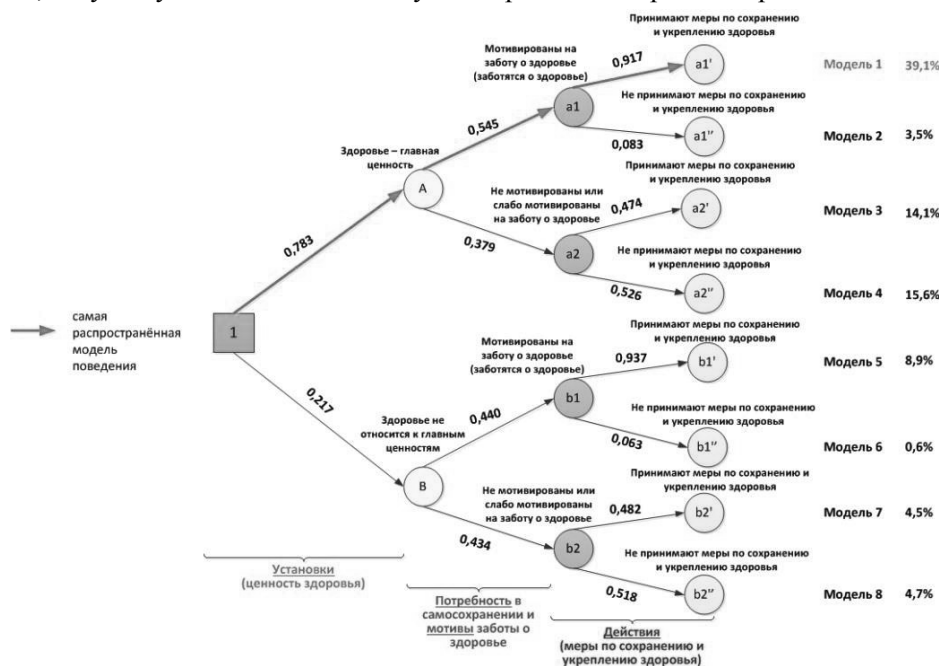 Принимают меры по сохранению
и укреплению здоровья
Мотивированы на
заботу о здоровье
(заботятся о здоровье)
0,917
a1'
Модель 1 39,1%
Не принимают меры по сохранению
и укреплению здоровья
a1
0,545
0,083
a1''
Модель 2 3,5%
Здоровье – главная
ценность
Принимают меры по сохранению
и укреплению здоровья
A
Не мотивированы или
слабо мотивированы
на заботу о здоровье
0,474
a2'
Модель 3 14,1%
0,783
0,379
a2
Не принимают меры по сохранению
и укреплению здоровья
0,526
a2''
Модель 4 15,6%
самая
распространённая
модель
поведения
1
Принимают меры по сохранению
и укреплению здоровья
Мотивированы на
заботу о здоровье
(заботятся о здоровье)
0,937
b1'
Модель 5 8,9%
0,217
b1
Здоровье не
относится к главным
ценностям
0,440
Не принимают меры по сохранению
и укреплению здоровья
0,063
b1''
Модель 6 0,6%
Принимают меры по сохранению и
укреплению здоровья
B
Не мотивированы или
слабо мотивированы
на заботу о здоровье
0,482
b2'
Модель 7 4,5%
0,434
b2
Не принимают меры по сохранению
и укреплению здоровья
0,518
b2''
Модель 8 4,7%
Установки
(ценность здоровья)
Потребность в
самосохранении и
мотивы заботы о
здоровье
Действия
(меры по сохранению и
укреплению здоровья)